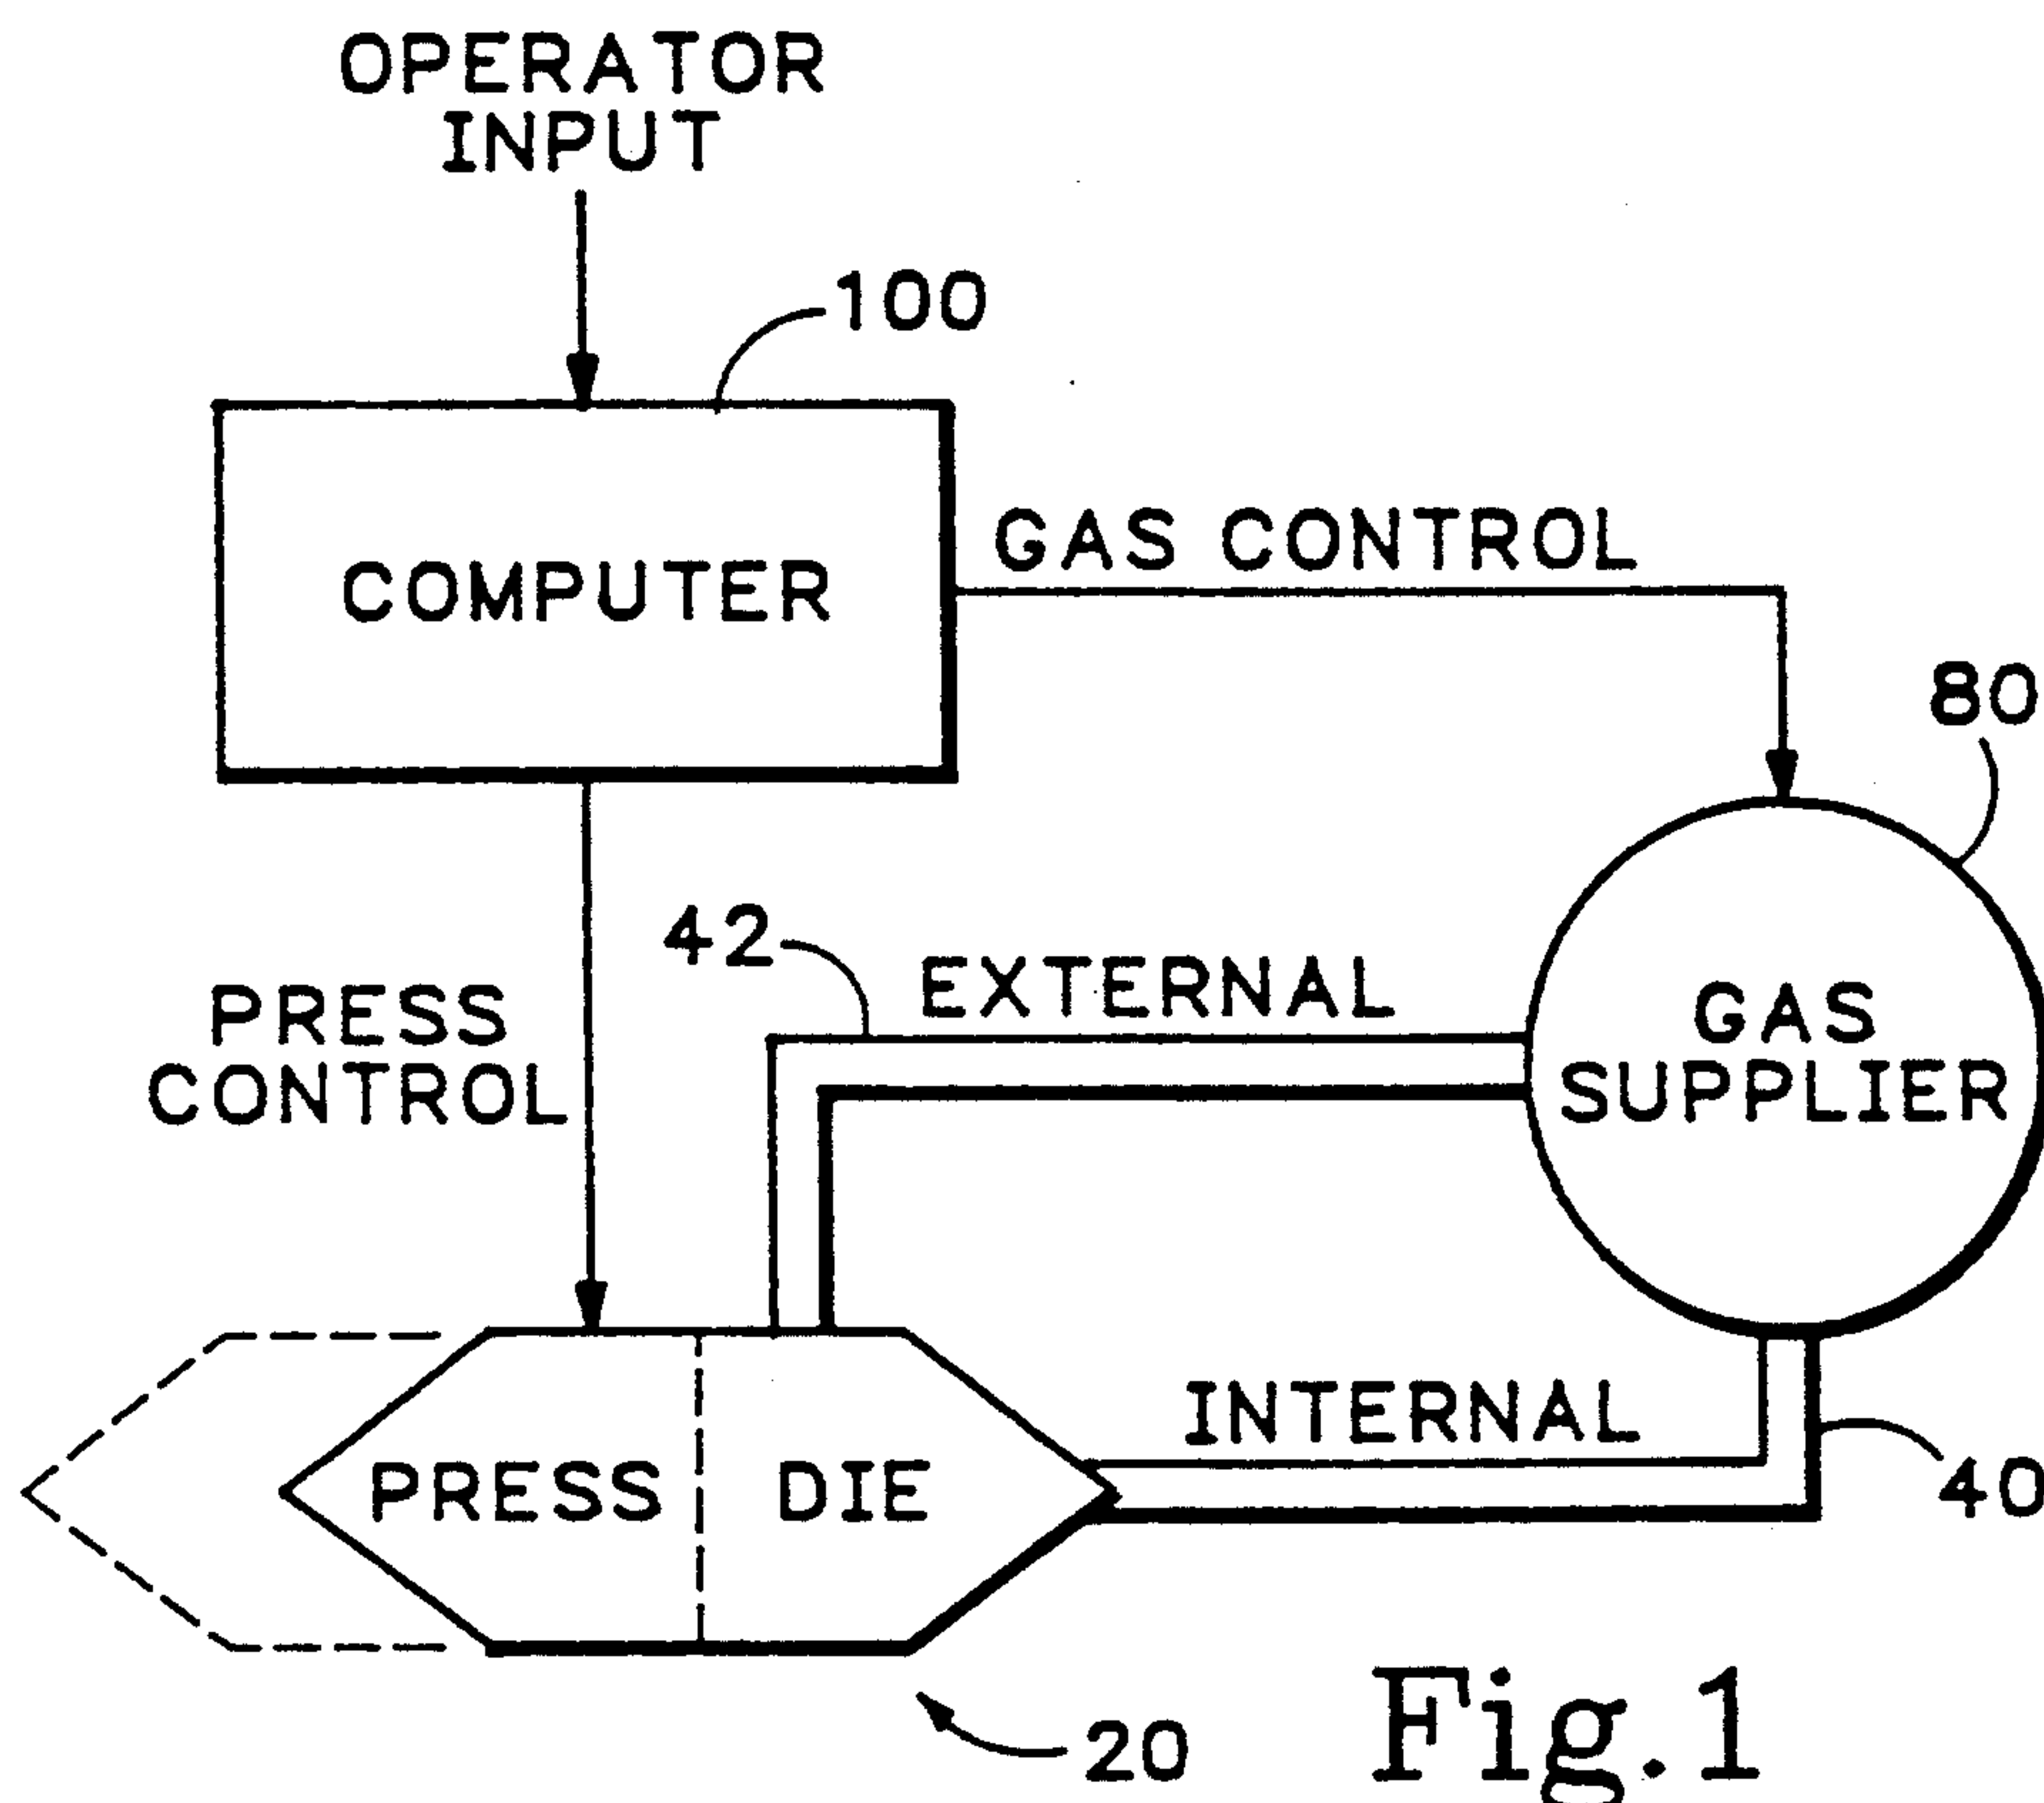 OPERATOR
INPUT
100
COMPUTER
GAS CONTROL
80
42
EXTERNAL
GAS
SUPPLIER
PRESS
CONTROL
INTERNAL
40
PRESS
DIE
20
Fig.1